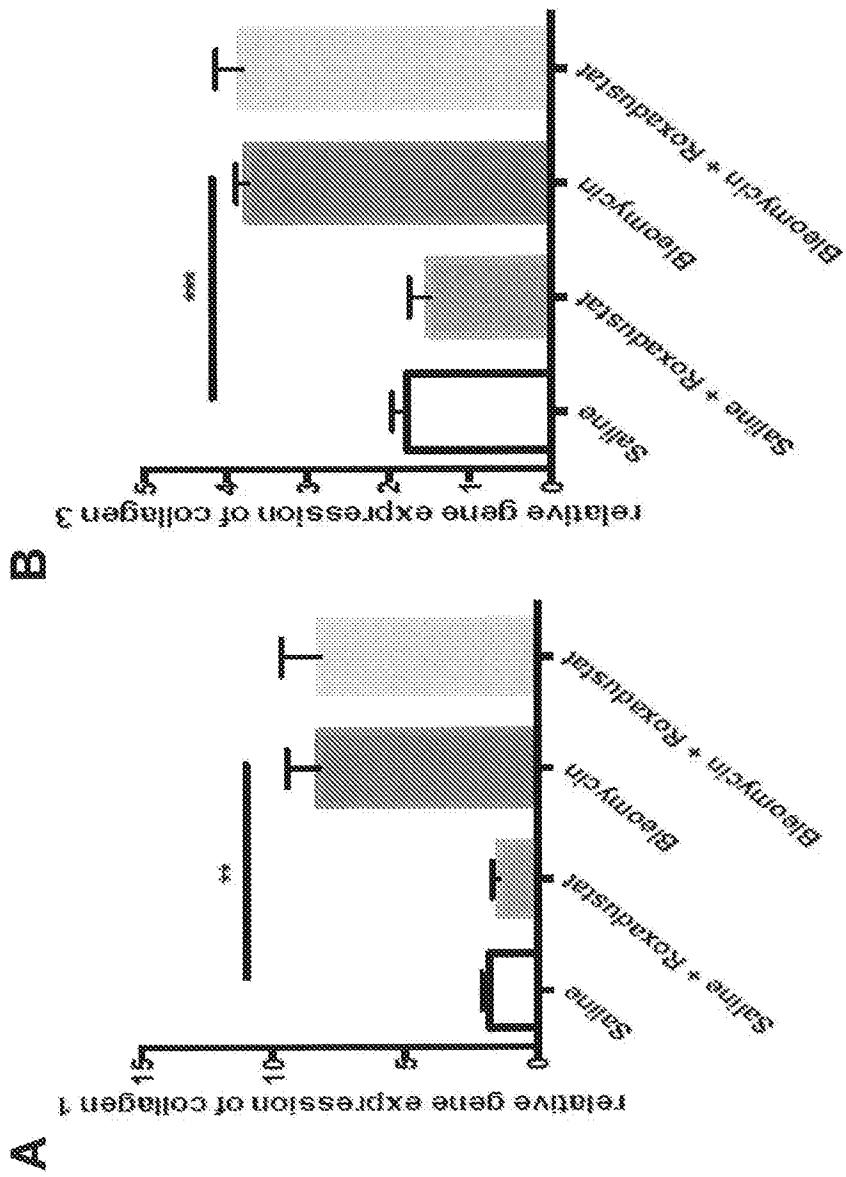 A
relative gene expression of collagen 1
15
10
5
0
**
Saline
Saline + Roxadustat
Bleomycin
Bleomycin + Roxadustat
B
relative gene expression of collagen 3
5
4
3
2
1
0
***
Saline
Saline + Roxadustat
Bleomycin
Bleomycin + Roxadustat